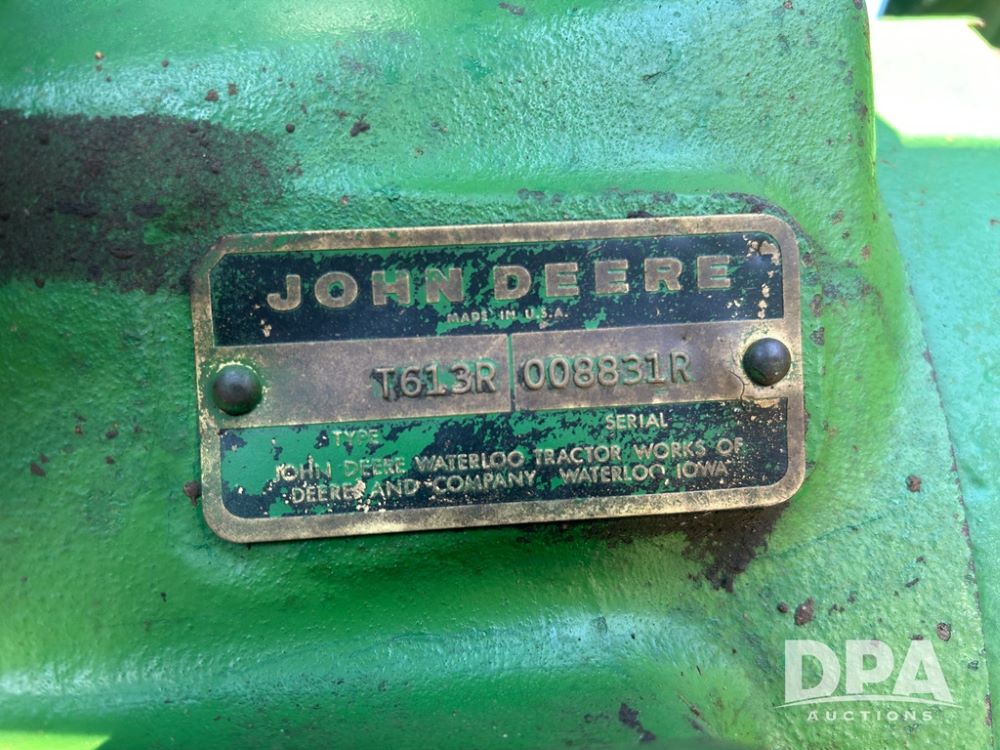 JOHN DEERE
MADE IN U.S.A.
T613R 008831R
TYPE SERIAL
JOHN DEERE WATERLOO TRACTOR WORKS OF
DEERE AND COMPANY WATERLOO, IOWA
DPA
AUCTIONS